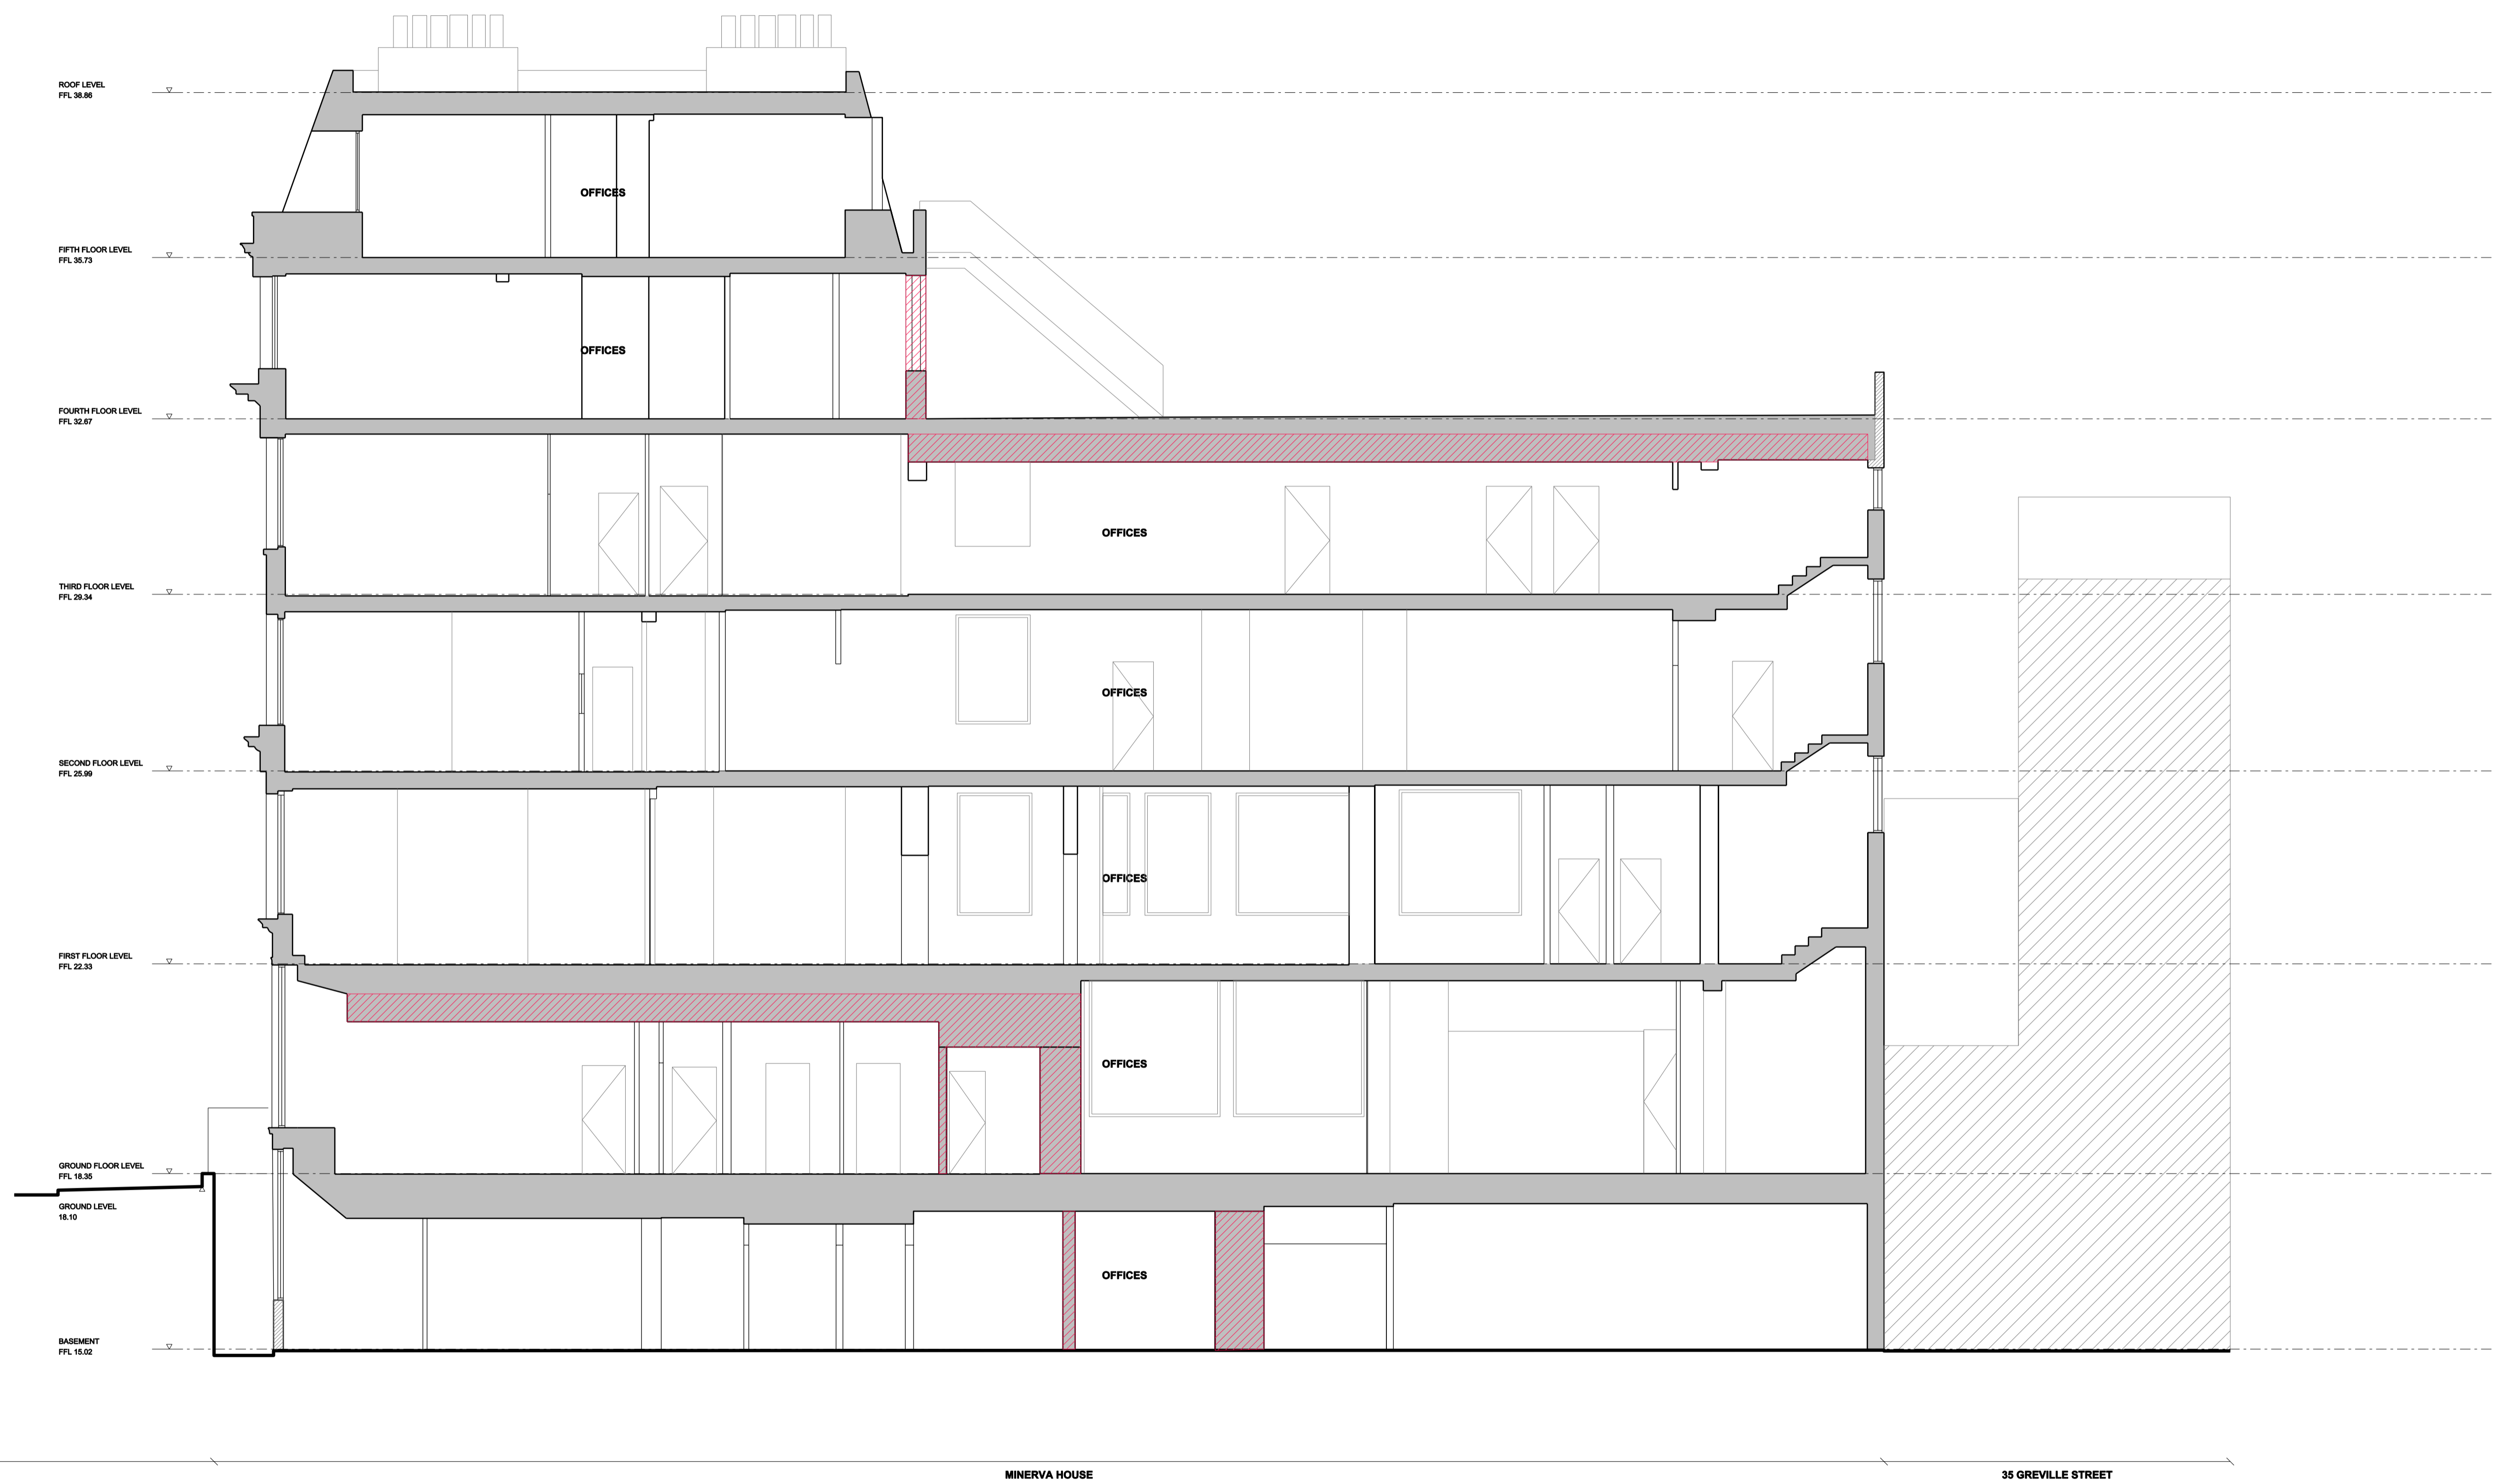 ROOF LEVEL
FFL 38.86
OFFICES
FIFTH FLOOR LEVEL
FFL 35.73
OFFICES
FOURTH FLOOR LEVEL
FFL 32.67
OFFICES
THIRD FLOOR LEVEL
FFL 29.34
OFFICES
SECOND FLOOR LEVEL
FFL 25.99
OFFICES
FIRST FLOOR LEVEL
FFL 22.33
OFFICES
GROUND FLOOR LEVEL
FFL 18.35
GROUND LEVEL
18.10
OFFICES
BASEMENT
FFL 15.02
MINERVA HOUSE
35 GREVILLE STREET